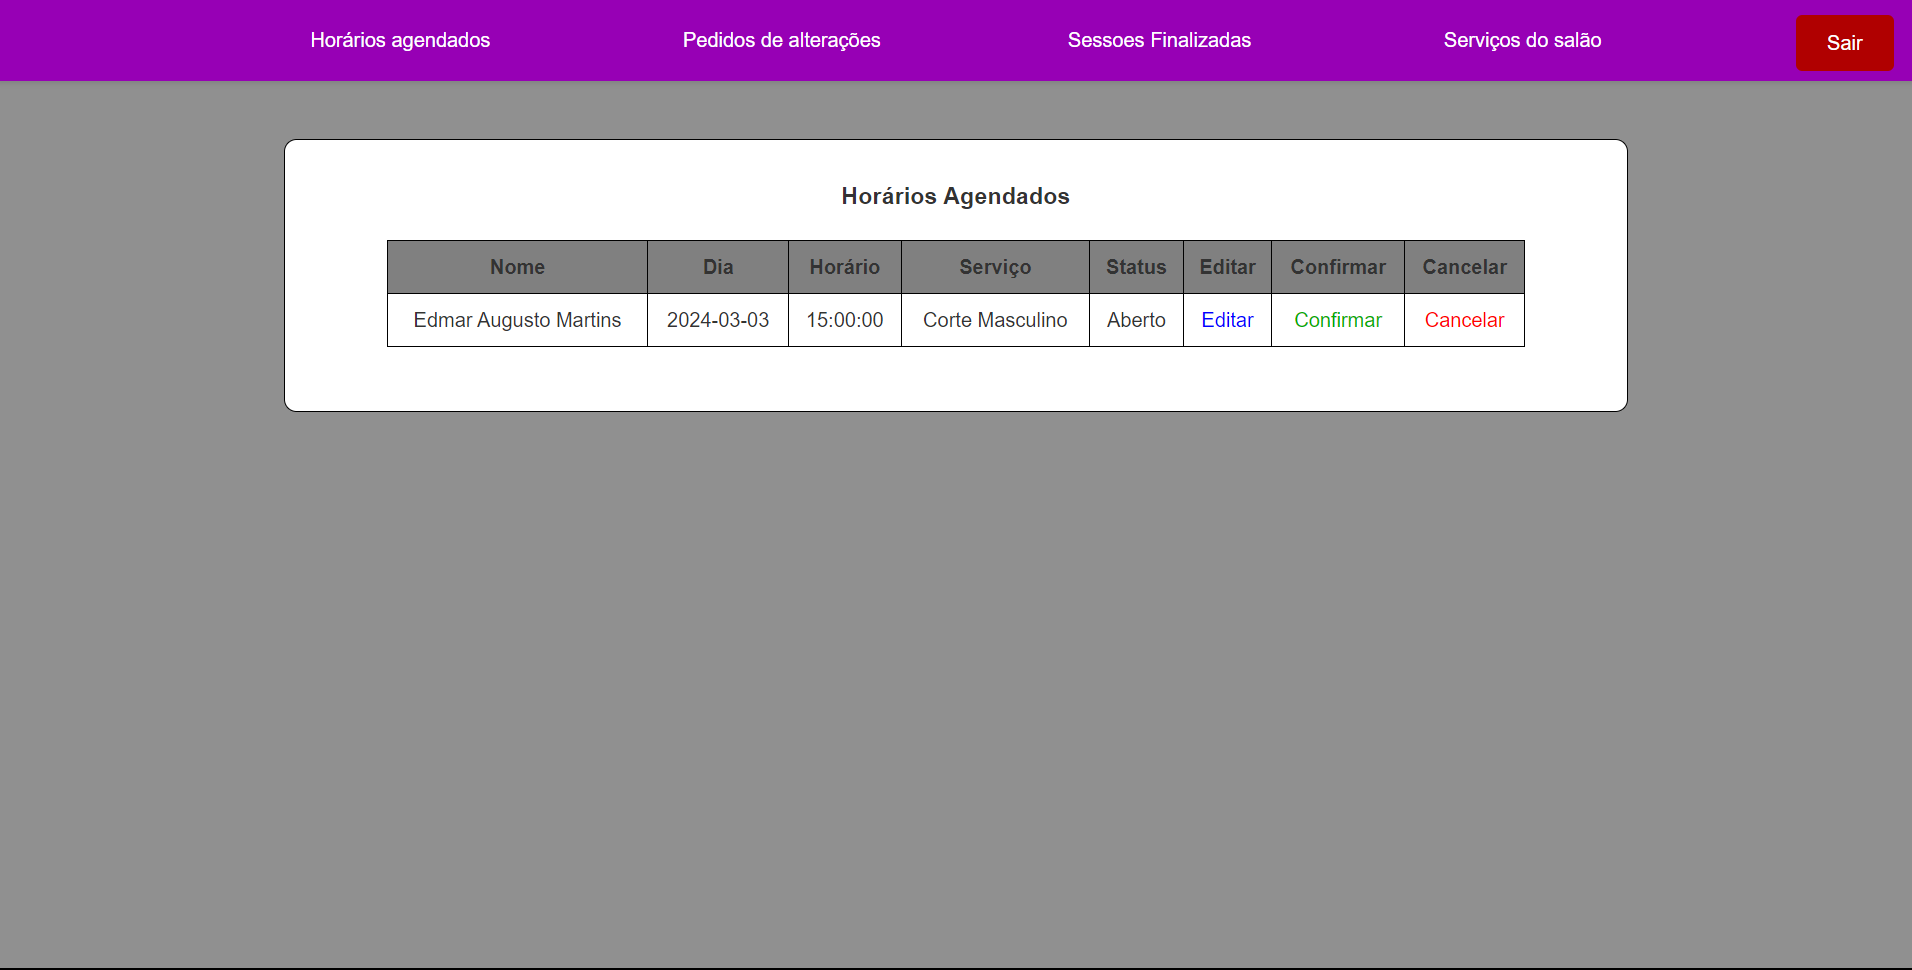 Horários agendados Pedidos de alterações Sessoes Finalizadas Serviços do salão Sair
Horários Agendados
Nome Dia Horário Serviço Status Editar Confirmar Cancelar
Edmar Augusto Martins 2024-03-03 15:00:00 Corte Masculino Aberto Editar Confirmar Cancelar